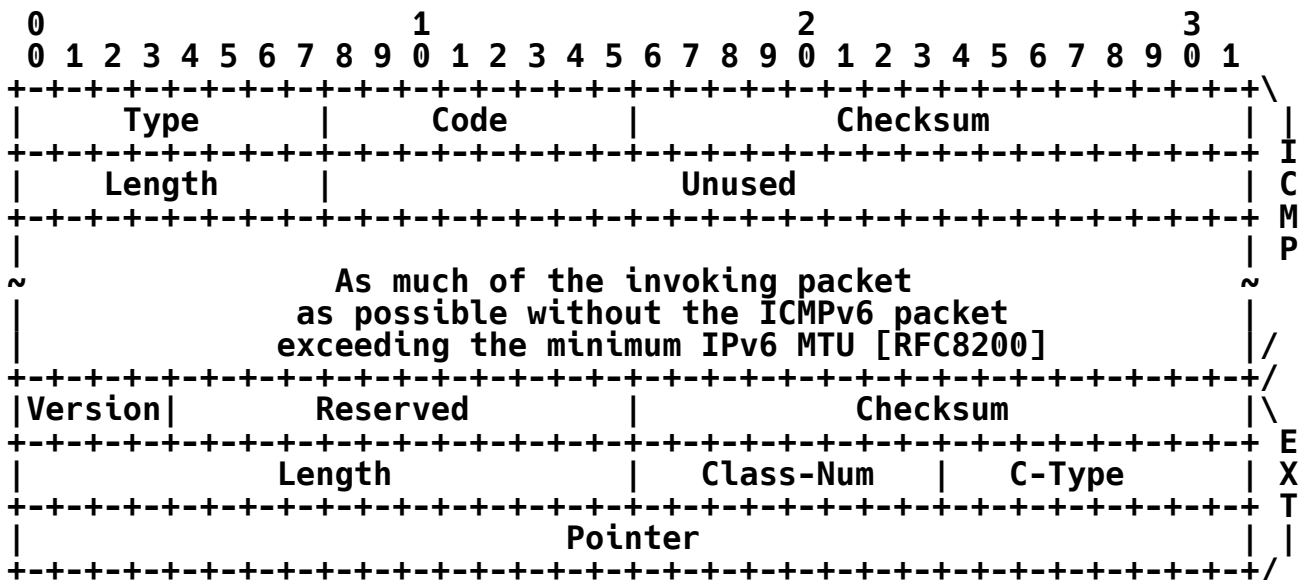 0                   1                   2                   3
 0 1 2 3 4 5 6 7 8 9 0 1 2 3 4 5 6 7 8 9 0 1 2 3 4 5 6 7 8 9 0 1
+-+-+-+-+-+-+-+-+-+-+-+-+-+-+-+-+-+-+-+-+-+-+-+-+-+-+-+-+-+-+-+-+\
|     Type      |     Code      |          Checksum             | |
+-+-+-+-+-+-+-+-+-+-+-+-+-+-+-+-+-+-+-+-+-+-+-+-+-+-+-+-+-+-+-+-+ I
|    Length     |                  Unused                       | C
+-+-+-+-+-+-+-+-+-+-+-+-+-+-+-+-+-+-+-+-+-+-+-+-+-+-+-+-+-+-+-+-+ M
|                                                               | P
~                As much of the invoking packet                 ~
|              as possible without the ICMPv6 packet            |
|             exceeding the minimum IPv6 MTU [RFC8200]          |/
+-+-+-+-+-+-+-+-+-+-+-+-+-+-+-+-+-+-+-+-+-+-+-+-+-+-+-+-+-+-+-+-+/
|Version|       Reserved        |           Checksum            |\
+-+-+-+-+-+-+-+-+-+-+-+-+-+-+-+-+-+-+-+-+-+-+-+-+-+-+-+-+-+-+-+-+ E
|             Length            |   Class-Num   |   C-Type      | X
+-+-+-+-+-+-+-+-+-+-+-+-+-+-+-+-+-+-+-+-+-+-+-+-+-+-+-+-+-+-+-+-+ T
|                            Pointer                            | |
+-+-+-+-+-+-+-+-+-+-+-+-+-+-+-+-+-+-+-+-+-+-+-+-+-+-+-+-+-+-+-+-+/